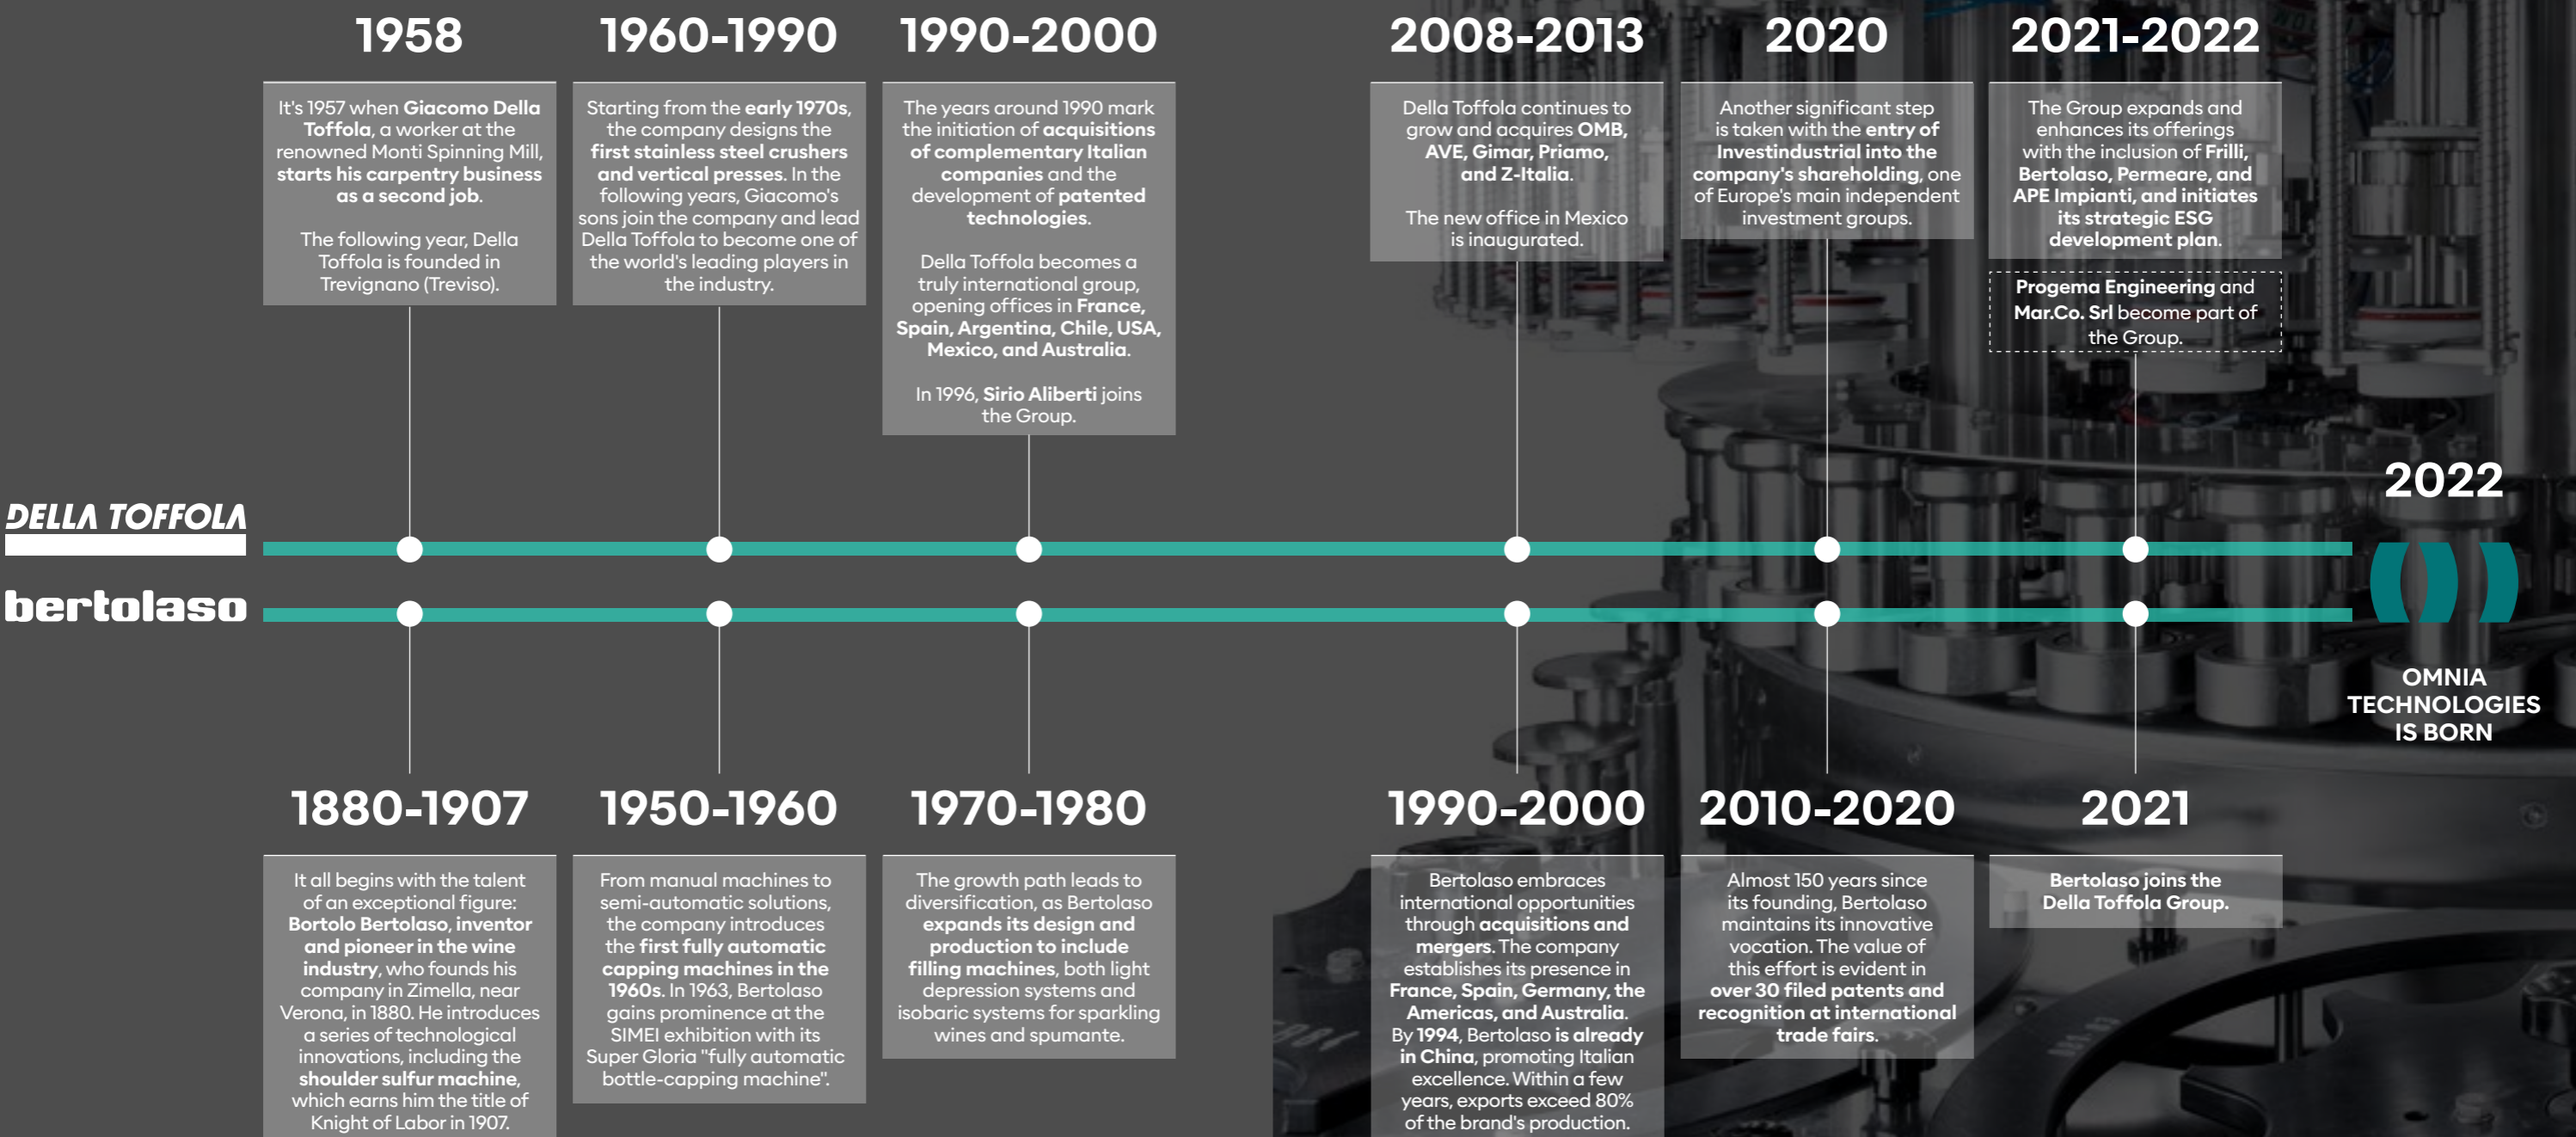 1958
It's 1957 when Giacomo Della
Toffola, a worker at the
renowned Monti Spinning Mill,
starts his carpentry business
as a second job.
The following year, Della
Toffola is founded in
Trevignano (Treviso).
1960-1990
Starting from the early 1970s,
the company designs the
first stainless steel crushers
and vertical presses. In the
following years, Giacomo's
sons join the company and lead
Della Toffola to become one of
the world's leading players in
the industry.
1990-2000
The years around 1990 mark
the initiation of acquisitions
of complementary Italian
companies and the
development of patented
technologies.
Della Toffola becomes a
truly international group,
opening offices in France,
Spain, Argentina, Chile, USA,
Mexico, and Australia.
In 1996, Sirio Aliberti joins
the Group.
2008-2013
Della Toffola continues to
grow and acquires OMB,
AVE, Gimar, Priamo,
and Z-Italia.
The new office in Mexico
is inaugurated.
2020
Another significant step
is taken with the entry of
Investindustrial into the
company's shareholding, one
of Europe's main independent
investment groups.
2021-2022
The Group expands and
enhances its offerings
with the inclusion of Frilli,
Bertolaso, Permeare, and
APE Impianti, and initiates
its strategic ESG
development plan.
Progema Engineering and
Mar.Co. Srl become part of
the Group.
DELLA TOFFOLA
bertolaso
2022
OMNIA
TECHNOLOGIES
IS BORN
1880-1907
It all begins with the talent
of an exceptional figure:
Bortolo Bertolaso, inventor
and pioneer in the wine
industry, who founds his
company in Zimella, near
Verona, in 1880. He introduces
a series of technological
innovations, including the
shoulder sulfur machine,
which earns him the title of
Knight of Labor in 1907.
1950-1960
From manual machines to
semi-automatic solutions,
the company introduces
the first fully automatic
capping machines in the
1960s. In 1963, Bertolaso
gains prominence at the
SIMEI exhibition with its
Super Gloria "fully automatic
bottle-capping machine".
1970-1980
The growth path leads to
diversification, as Bertolaso
expands its design and
production to include
filling machines, both light
depression systems and
isobaric systems for sparkling
wines and spumante.
1990-2000
Bertolaso embraces
international opportunities
through acquisitions and
mergers. The company
establishes its presence in
France, Spain, Germany, the
Americas, and Australia.
By 1994, Bertolaso is already
in China, promoting Italian
excellence. Within a few
years, exports exceed 80%
of the brand's production.
2010-2020
Almost 150 years since
its founding, Bertolaso
maintains its innovative
vocation. The value of
this effort is evident in
over 30 filed patents and
recognition at international
trade fairs.
2021
Bertolaso joins the
Della Toffola Group.